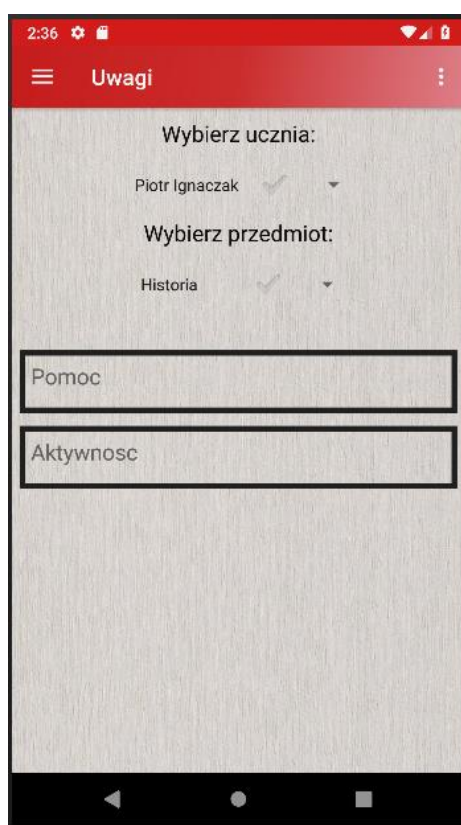 2:36
Uwagi
Wybierz ucznia:
Piotr Ignaczak
Wybierz przedmiot:
Historia
Pomoc
Aktywnosc